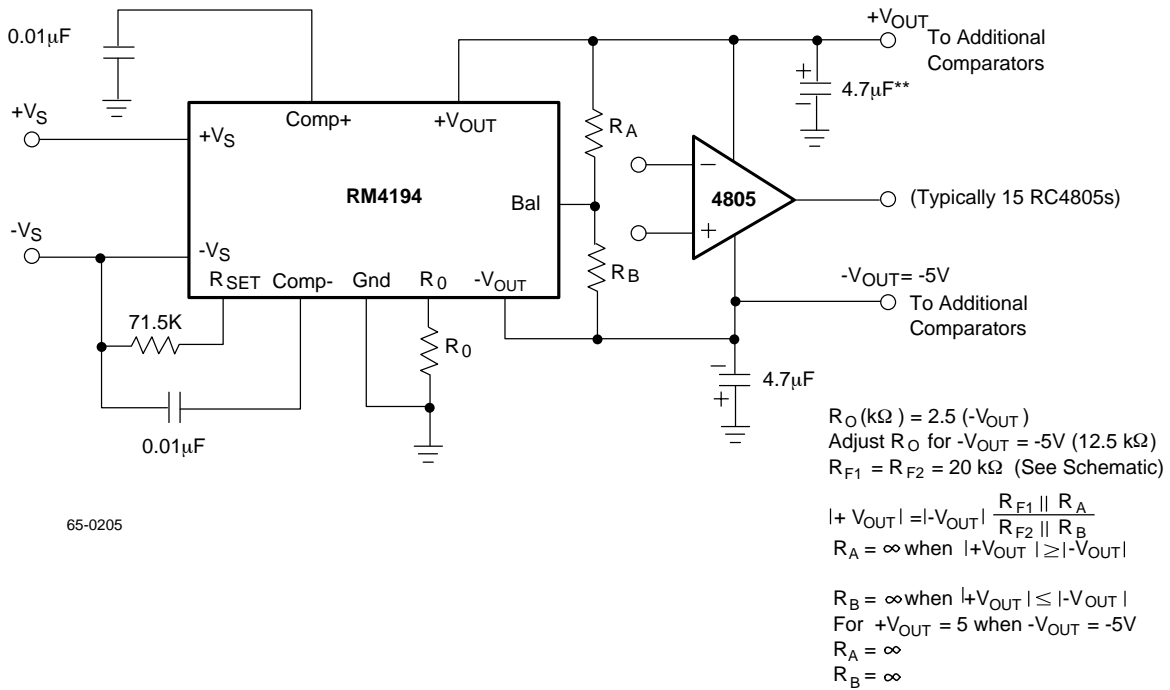 0.01μF
+VOUT
To Additional
Comparators
+
−
4.7μF**
+VS
+VS
Comp+
+VOUT
RA
RM4194
Bal
−
+
4805
(Typically 15 RC4805s)
-VS
-VS
RSET
Comp-
Gnd
R0
-VOUT
RB
-VOUT= -5V
To Additional
Comparators
71.5K
R0
−
+
4.7μF
0.01μF
RO(kΩ) = 2.5 (-VOUT)
Adjust RO for -VOUT = -5V (12.5 kΩ)
RF1 = RF2 = 20 kΩ (See Schematic)
65-0205
|+ VOUT| =|-VOUT| RF1 || RA
RF2 || RB
RA = ∞ when |+VOUT | ≥|-VOUT|
RB = ∞ when |+VOUT | ≤ |-VOUT |
For +VOUT = 5 when -VOUT = -5V
RA = ∞
RB = ∞